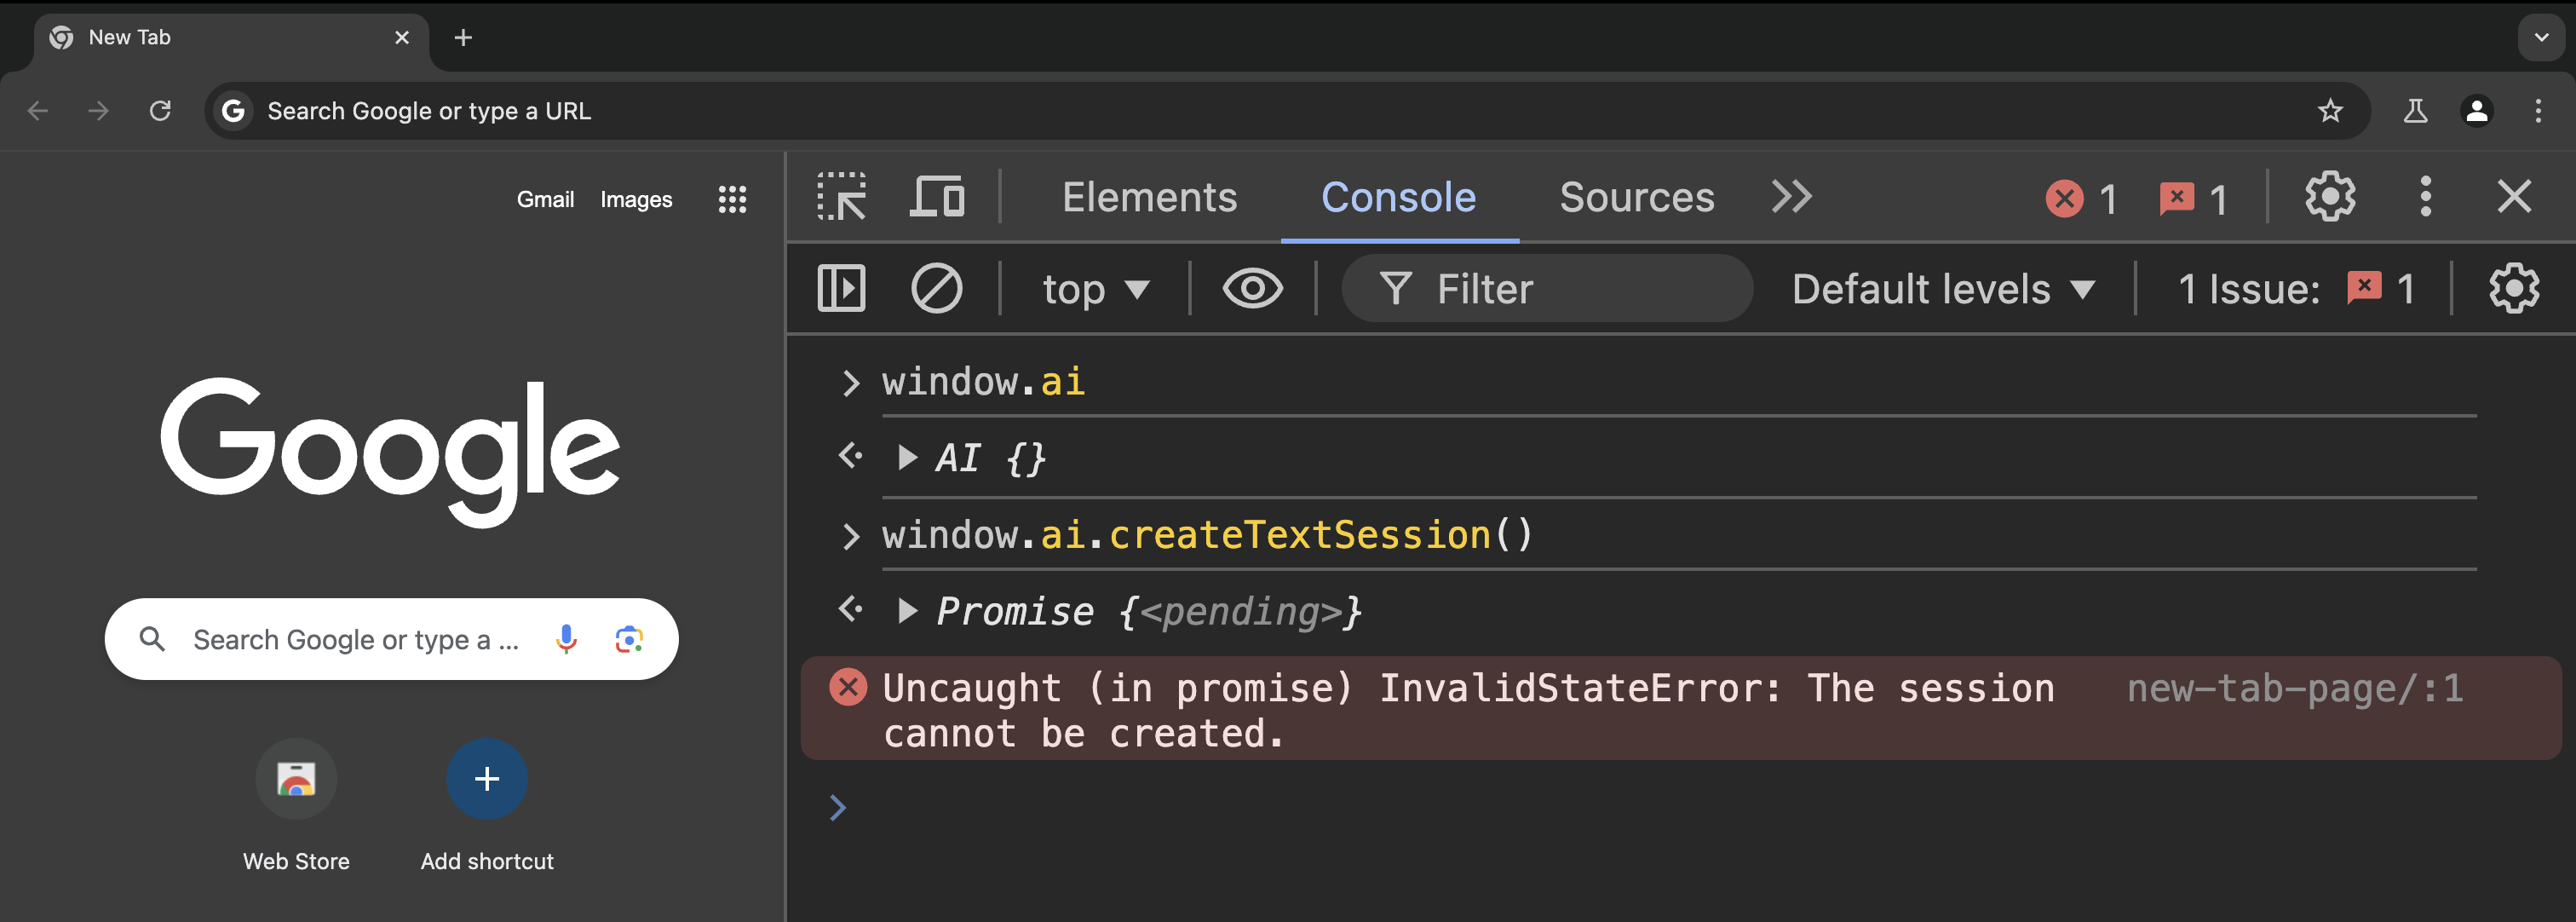 New Tab
Search Google or type a URL
Gmail Images
Google
Search Google or type a ...
Web Store
Add shortcut
Elements Console Sources 1 1
top Filter Default levels 1 Issue: 1
window.ai
AI {}
window.ai.createTextSession()
Promise {<pending>}
Uncaught (in promise) InvalidStateError: The session new-tab-page/:1
cannot be created.